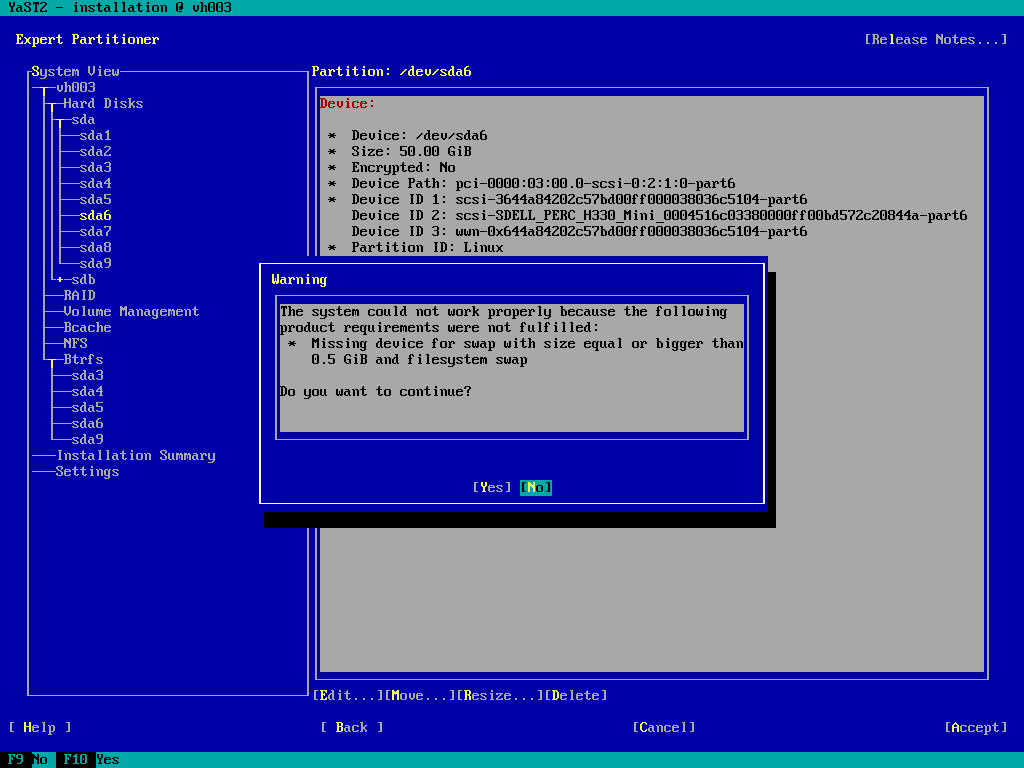 YaST2 - installation @ vh003
Expert Partitioner [Release Notes...]
System View
vh003
Hard Disks
sda
sda1
sda2
sda3
sda4
sda5
sda6
sda7
sda8
sda9
sdb
RAID
Volume Management
Bcache
NFS
Btrfs
sda3
sda4
sda5
sda6
sda9
Installation Summary
Settings
Partition: /dev/sda6
Device:
* Device: /dev/sda6
* Size: 50.00 GiB
* Encrypted: No
* Device Path: pci-0000:03:00.0-scsi-0:2:1:0-part6
* Device ID 1: scsi-3644a84202c57bd00ff000038036c5104-part6
Device ID 2: scsi-SDELL_PERC_H330_Mini_0004516c03380000ff00bd572c20844a-part6
Device ID 3: wwn-0x644a84202c57bd00ff000038036c5104-part6
* Partition ID: Linux
Warning
The system could not work properly because the following
product requirements were not fulfilled:
* Missing device for swap with size equal or bigger than
0.5 GiB and filesystem swap
Do you want to continue?
[Yes] [No]
[Edit...][Move...][Resize...][Delete]
[ Help ] [ Back ] [Cancel] [Accept]
F9 No F10 Yes